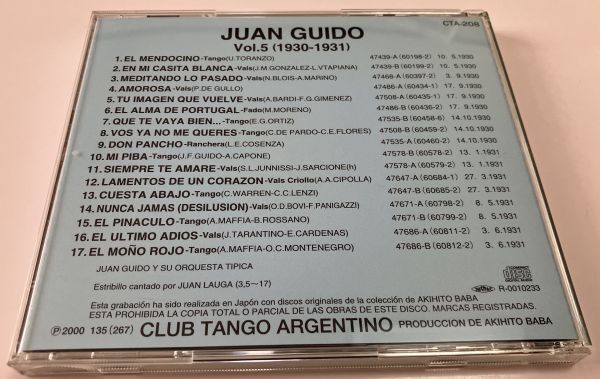 JUAN GUIDO
CTA-208
Vol.5 (1930-1931)
1. EL MENDOCINO-Tango(U.TORANZO) 47439-A (60198-2) 10. 5.1930
2. EN MI CASITA BLANCA-Vals(J.M.GONZALEZ-L.VTAPIANA) 47439-B (60199-2) 10. 5.1930
3. MEDITANDO LO PASADO-Vals(N.BLOIS-A.MARINO) 47468-A (60397-2) 3. 9.1930
4. AMOROSA-Vals(P.DE GULLO) 47486-A (60434-1) 17. 9.1930
5. TU IMAGEN QUE VUELVE-Vals(A.BARDI-F.G.GIMENEZ) 47508-A (60435-1) 17. 9.1930
6. EL ALMA DE PORTUGAL-Fado(M.MORENO) 47486-B (60436-2) 17. 9.1930
7. QUE TE VAYA BIEN...-Tango(E.G.ORTIZ) 47535-B (60458-6) 14.10.1930
8. VOS YA NO ME QUERES-Tango(C.DE PARDO-C.E.FLORES) 47508-B (60459-2) 14.10.1930
9. DON PANCHO-Ranchera(L.E.COSENZA) 47535-A (60460-2) 14.10.1930
10. MI PIBA-Tango(J.F.GUIDO-A.CAPONE) 47578-B (60578-2) 13. 1.1931
11. SIEMPRE TE AMARE-Vals(S.L.JUNNISSI-J.SARCIONE(h) 47578-A (60579-2) 13. 1.1931
12. LAMENTOS DE UN CORAZON-Vals Criollo(A.A.CIPOLLA) 47647-A (60684-1) 27. 3.1931
13. CUESTA ABAJO-Tango(C.WARREN-C.C.LENZI) 47647-B (60685-2) 27. 3.1931
14. NUNCA JAMAS (DESILUSION)-Vals(O.D.BOVI-F.PANIGAZZI) 47671-A (60798-2) 8. 5.1931
15. EL PINACULO-Tango(A.MAFFIA-B.ROSSANO) 47671-B (60799-2) 8. 5.1931
16. EL ULTIMO ADIOS-Vals(J.TARANTINO-E.CARDENAS) 47686-A (60811-2) 3. 6.1931
17. EL MOÑO ROJO-Tango(A.MAFFIA-O.C.MONTENEGRO) 47686-B (60812-2) 3. 6.1931
JUAN GUIDO Y SU ORQUESTA TIPICA
Estribillo cantado por JUAN LAUGA (3,5~17)
COMPACT
disc
DIGITAL AUDIO
R-0010233
Esta grabación ha sido realizada en Japón con discos originales de la colección de AKIHITO BABA
ESTA PROHIBIDA LA COPIA TOTAL O PARCIAL DE LAS OBRAS DE ESTE DISCO. MARCAS REGISTRADAS.
Ⓟ2000 135 (267) CLUB TANGO ARGENTINO PRODUCCION DE AKIHITO BABA